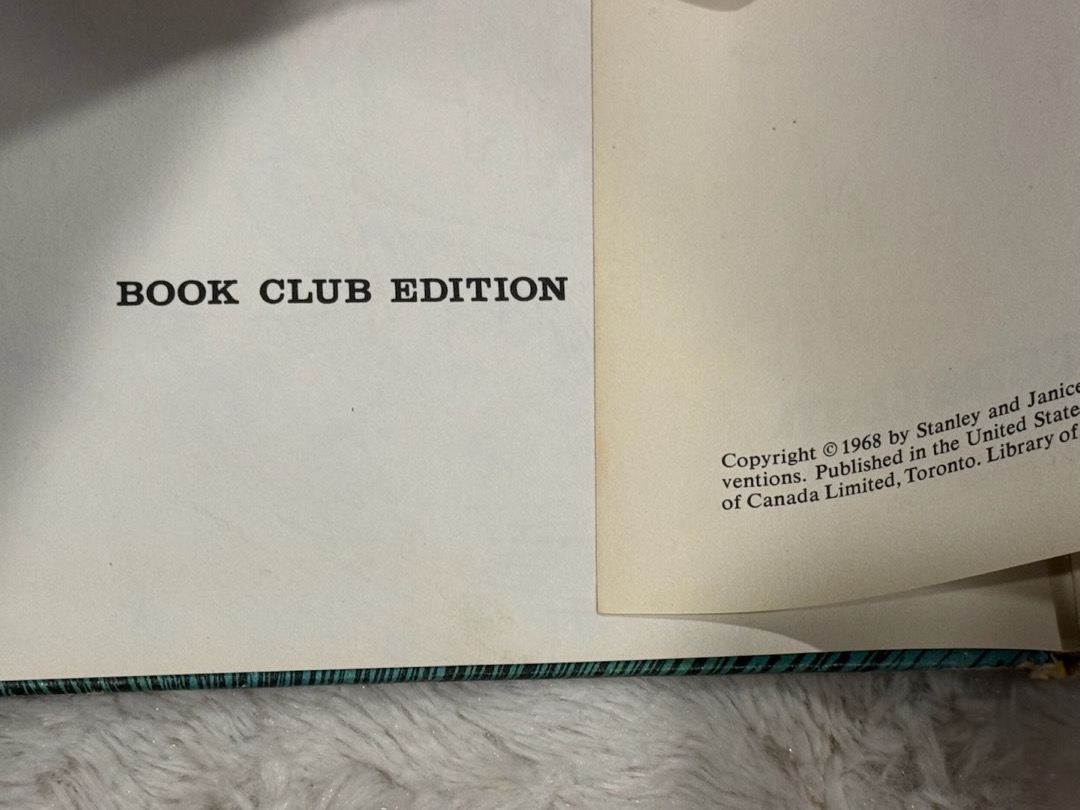 BOOK CLUB EDITION
Copyright © 1968 by Stanley and Janice
ventions. Published in the United State
of Canada Limited, Toronto. Library of